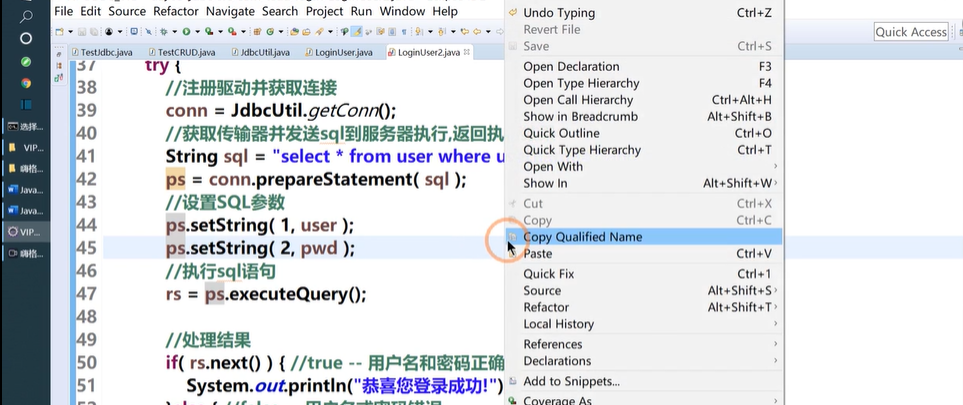 File Edit Source Refactor Navigate Search Project Run Window Help
Quick Access
TestJdbc.java TestCRUD.java JdbcUtil.java LoginUser.java LoginUser2.java
37 try {
38 //注册驱动并获取连接
39 conn = JdbcUtil.getConn();
40 //获取传输器并发送sql到服务器执行,返回执
41 String sql = "select * from user where u
42 ps = conn.prepareStatement( sql );
43 //设置SQL参数
44 ps.setString( 1, user );
45 ps.setString( 2, pwd );
46 //执行sql语句
47 rs = ps.executeQuery();
48
49 //处理结果
50 if( rs.next() ) { //true -- 用户名和密码正确
51 System.out.println("恭喜您登录成功!")
选择...
VIP...
嗨格...
Java...
Java...
VIP...
嗨格...
Undo Typing Ctrl+Z
Revert File
Save Ctrl+S
Open Declaration F3
Open Type Hierarchy F4
Open Call Hierarchy Ctrl+Alt+H
Show in Breadcrumb Alt+Shift+B
Quick Outline Ctrl+O
Quick Type Hierarchy Ctrl+T
Open With
Show In Alt+Shift+W
Cut Ctrl+X
Copy Ctrl+C
Copy Qualified Name
Paste Ctrl+V
Quick Fix Ctrl+1
Source Alt+Shift+S
Refactor Alt+Shift+T
Local History
References
Declarations
Add to Snippets...
Coverage As